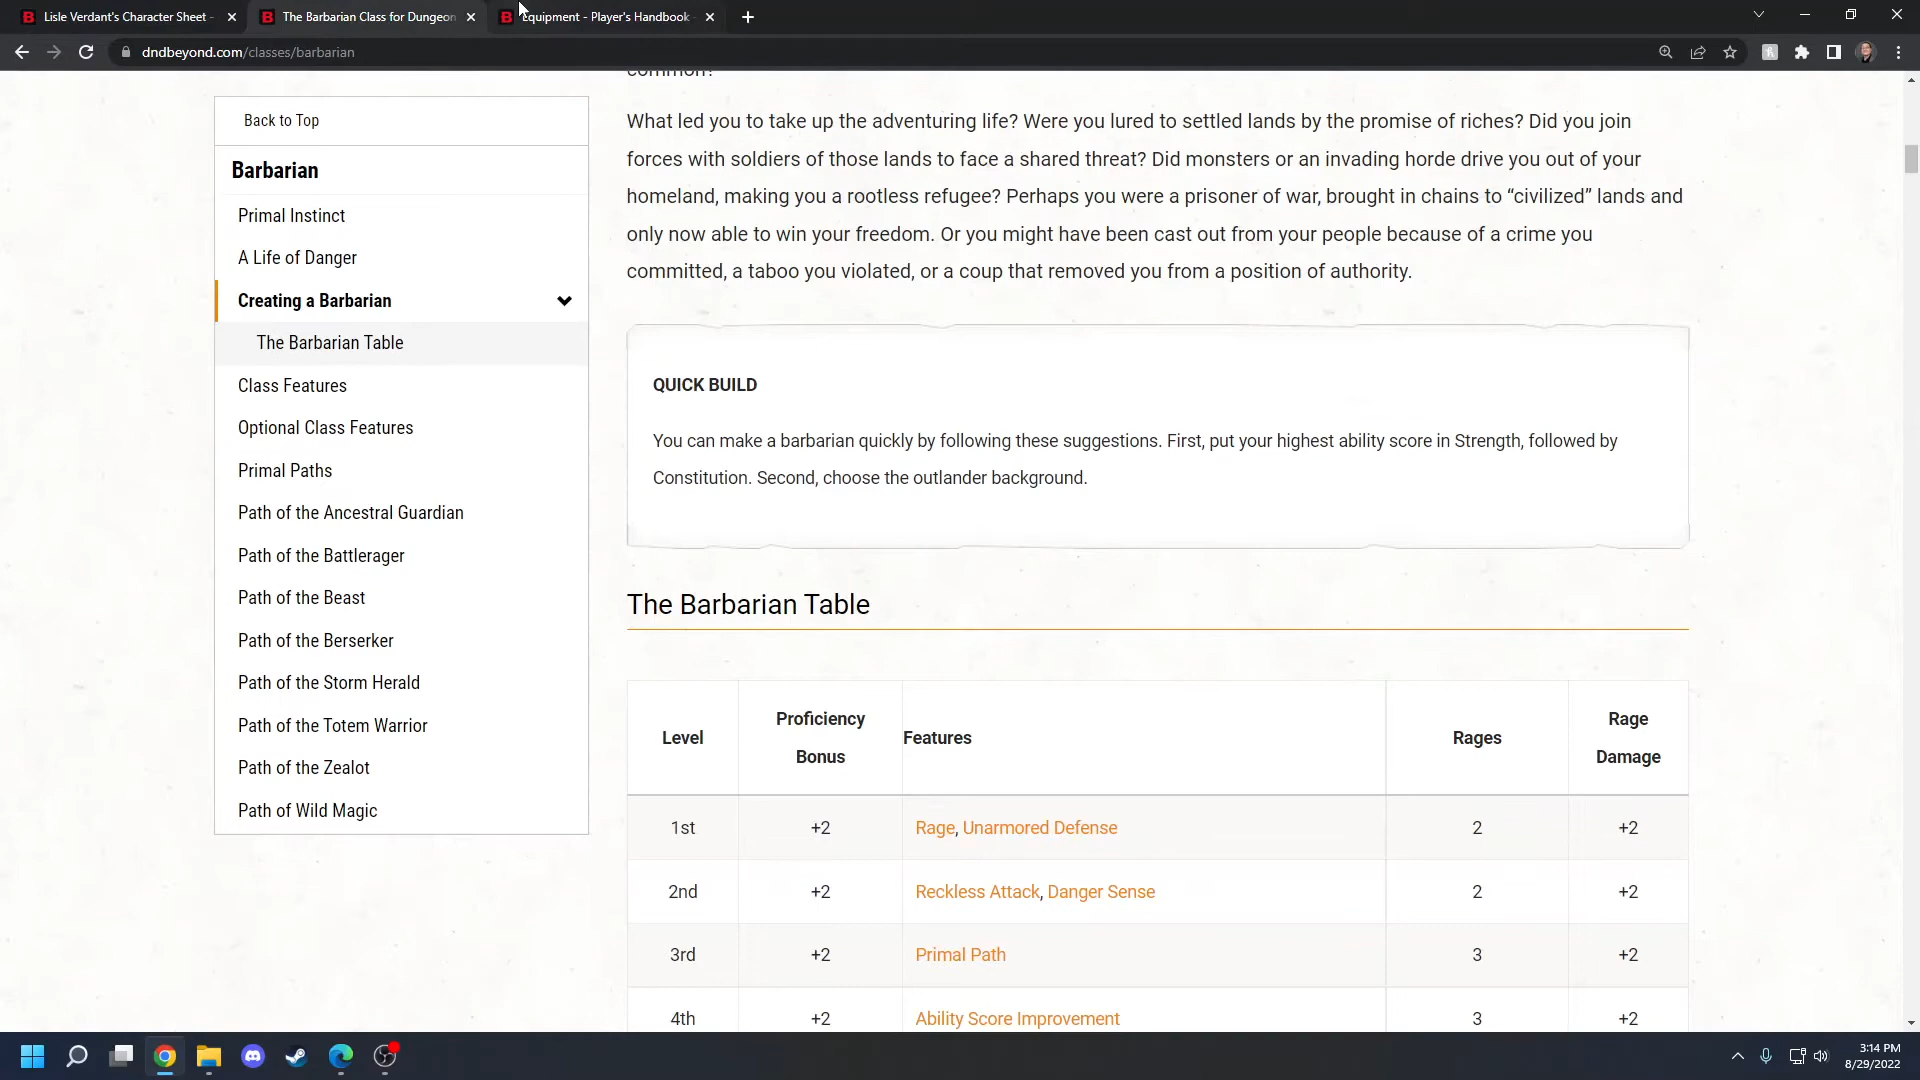 Lisle Verdant's Character Sheet -
The Barbarian Class for Dungeon
Equipment - Player's Handbook
dndbeyond.com/classes/barbarian
common?
What led you to take up the adventuring life? Were you lured to settled lands by the promise of riches? Did you join
forces with soldiers of those lands to face a shared threat? Did monsters or an invading horde drive you out of your
homeland, making you a rootless refugee? Perhaps you were a prisoner of war, brought in chains to “civilized” lands and
only now able to win your freedom. Or you might have been cast out from your people because of a crime you
committed, a taboo you violated, or a coup that removed you from a position of authority.
Back to Top
Barbarian
Primal Instinct
A Life of Danger
Creating a Barbarian
The Barbarian Table
Class Features
Optional Class Features
Primal Paths
Path of the Ancestral Guardian
Path of the Battlerager
Path of the Beast
Path of the Berserker
Path of the Storm Herald
Path of the Totem Warrior
Path of the Zealot
Path of Wild Magic
QUICK BUILD
You can make a barbarian quickly by following these suggestions. First, put your highest ability score in Strength, followed by
Constitution. Second, choose the outlander background.
The Barbarian Table
Level Proficiency Bonus Features Rages Rage Damage
1st +2 Rage, Unarmored Defense 2 +2
2nd +2 Reckless Attack, Danger Sense 2 +2
3rd +2 Primal Path 3 +2
4th +2 Ability Score Improvement 3 +2
3:14 PM
8/29/2022